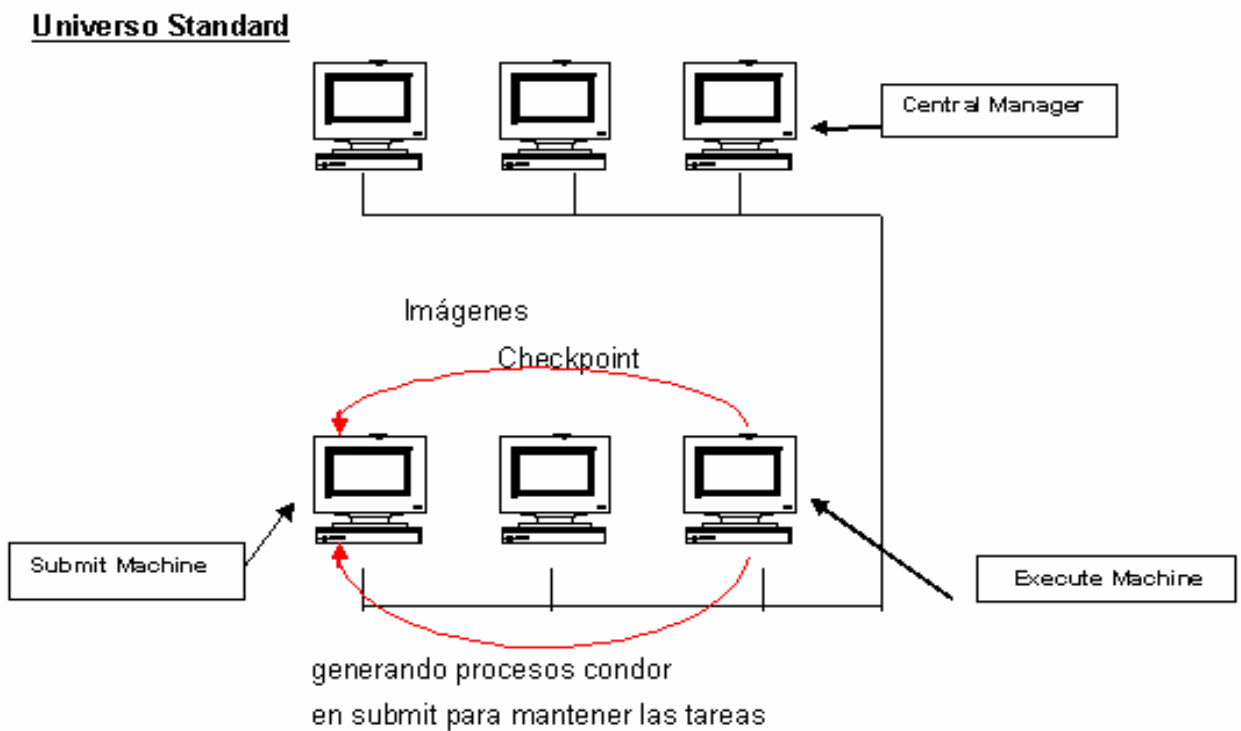 Universo Standard
Central Manager
Imágenes
Checkpoint
Submit Machine
Execute Machine
generando procesos condor
en submit para mantener las tareas